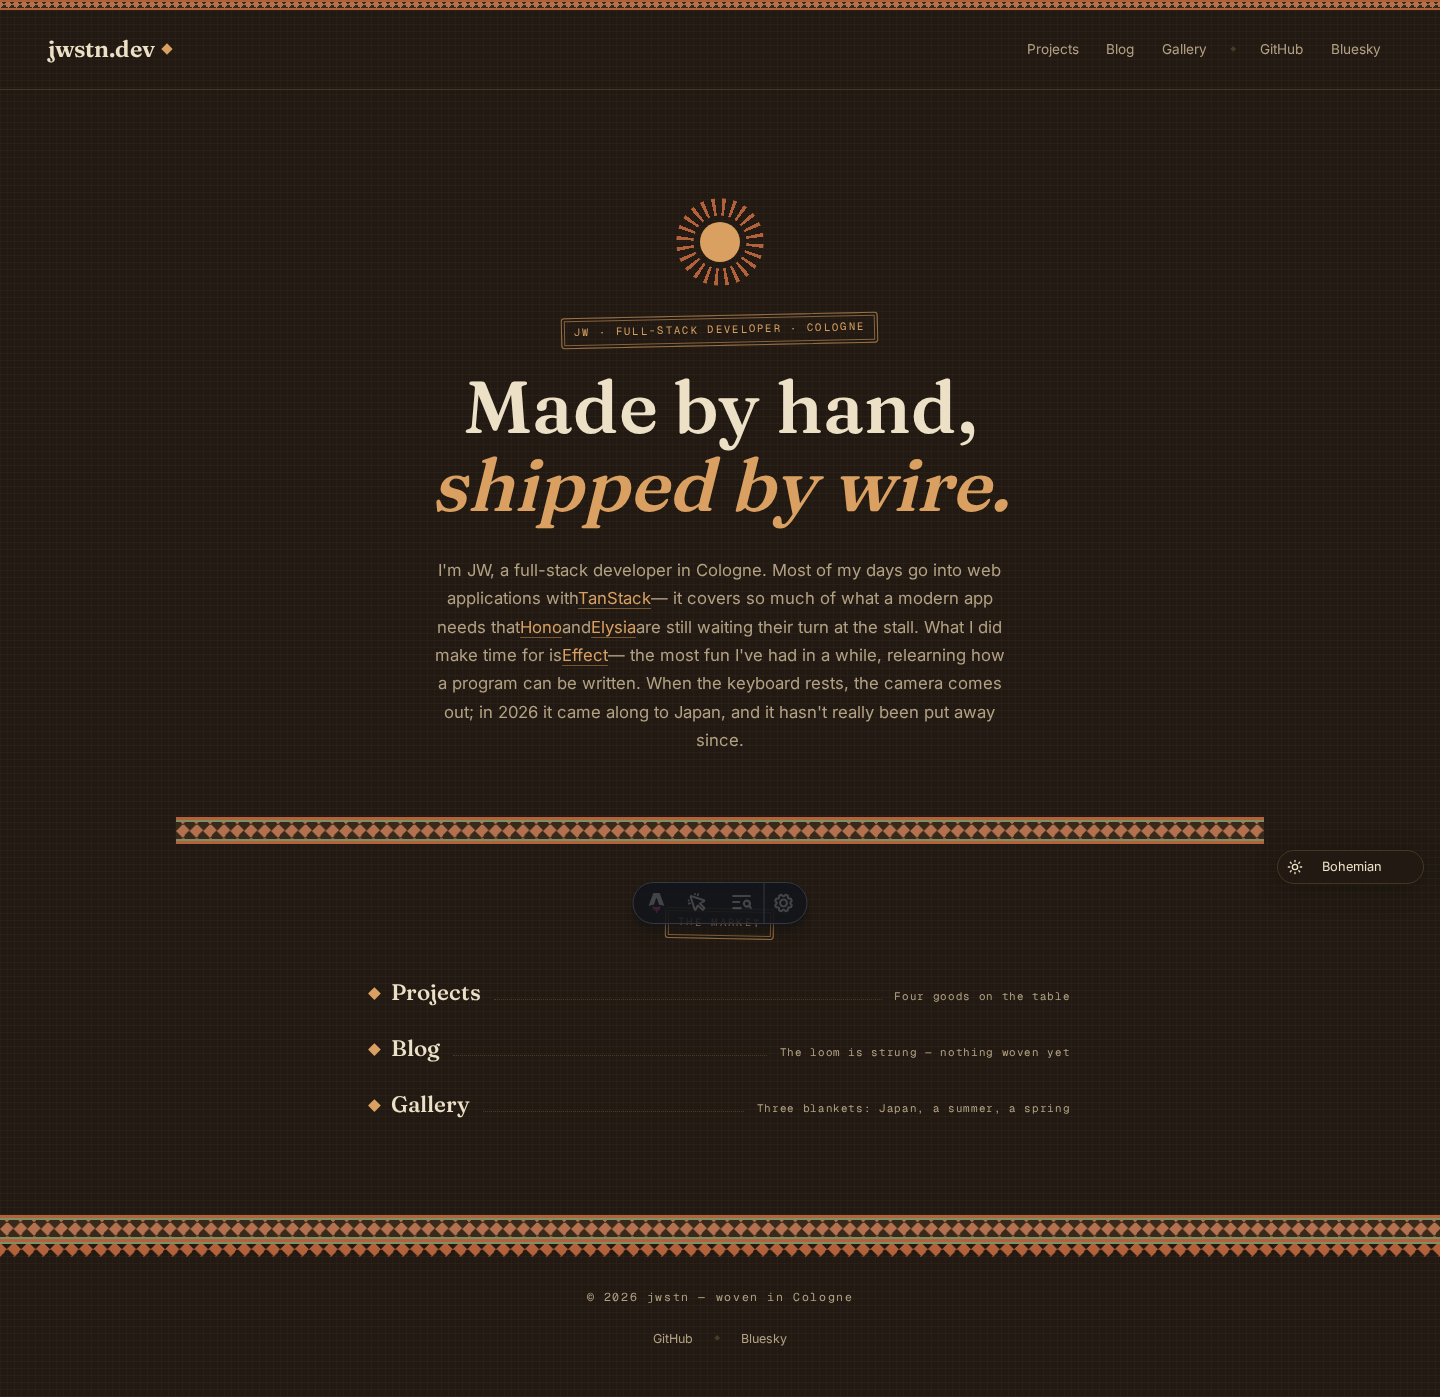 jwstn.dev
Projects Blog Gallery GitHub Bluesky
JW · FULL-STACK DEVELOPER · COLOGNE
Made by hand,
shipped by wire.
I'm JW, a full-stack developer in Cologne. Most of my days go into web
applications withTanStack— it covers so much of what a modern app
needs thatHonoandElysiaare still waiting their turn at the stall. What I did
make time for isEffect— the most fun I've had in a while, relearning how
a program can be written. When the keyboard rests, the camera comes
out; in 2026 it came along to Japan, and it hasn't really been put away
since.
Bohemian
THE MARKET
Projects Four goods on the table
Blog The loom is strung — nothing woven yet
Gallery Three blankets: Japan, a summer, a spring
© 2026 jwstn — woven in Cologne
GitHub Bluesky